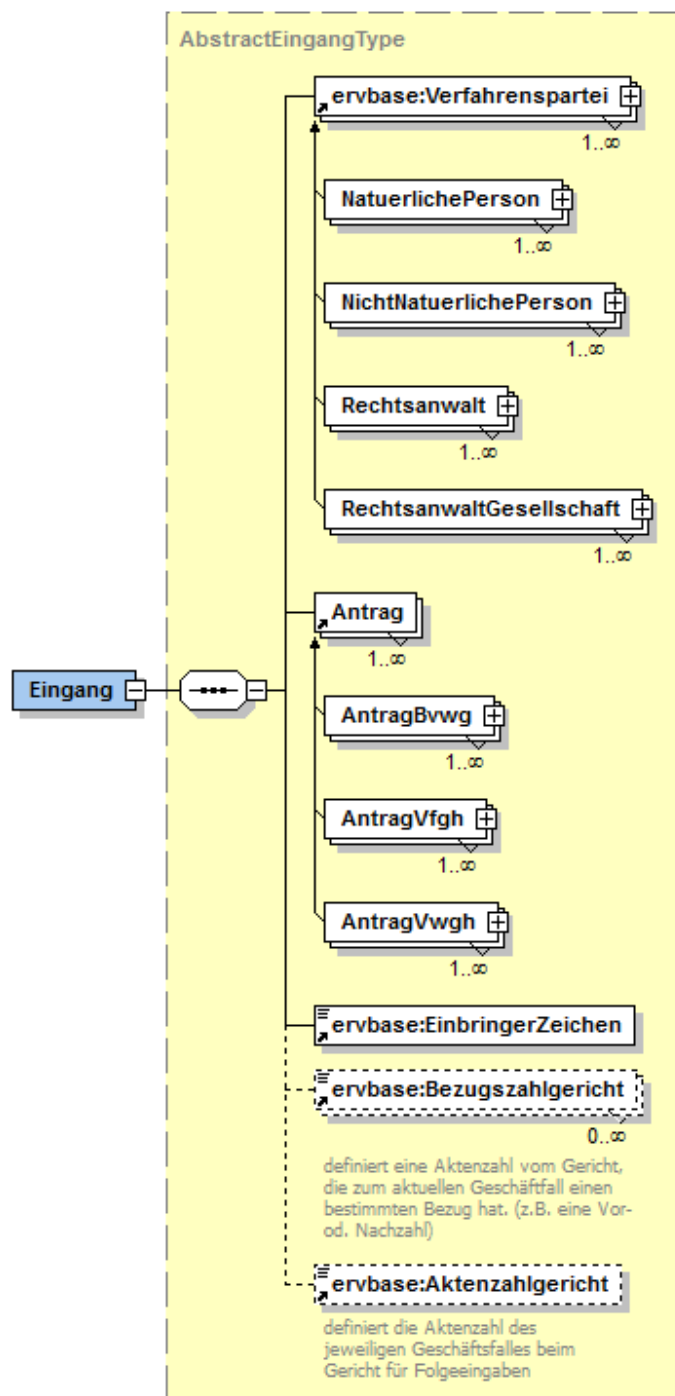 AbstractEingangType
ervbase:Verfahrenspartei
1..∞
NatuerlichePerson
1..∞
NichtNatuerlichePerson
1..∞
Rechtsanwalt
1..∞
RechtsanwaltGesellschaft
1..∞
Antrag
1..∞
Eingang
AntragBvwg
1..∞
AntragVfgh
1..∞
AntragVwgh
1..∞
ervbase:EinbringerZeichen
ervbase:Bezugszahlgericht
0..∞
definiert eine Aktenzahl vom Gericht,
die zum aktuellen Geschäftfall einen
bestimmten Bezug hat. (z.B. eine Vor-
od. Nachzahl)
ervbase:Aktenzahlgericht
definiert die Aktenzahl des
jeweiligen Geschäftsfalles beim
Gericht für Folgeeingaben